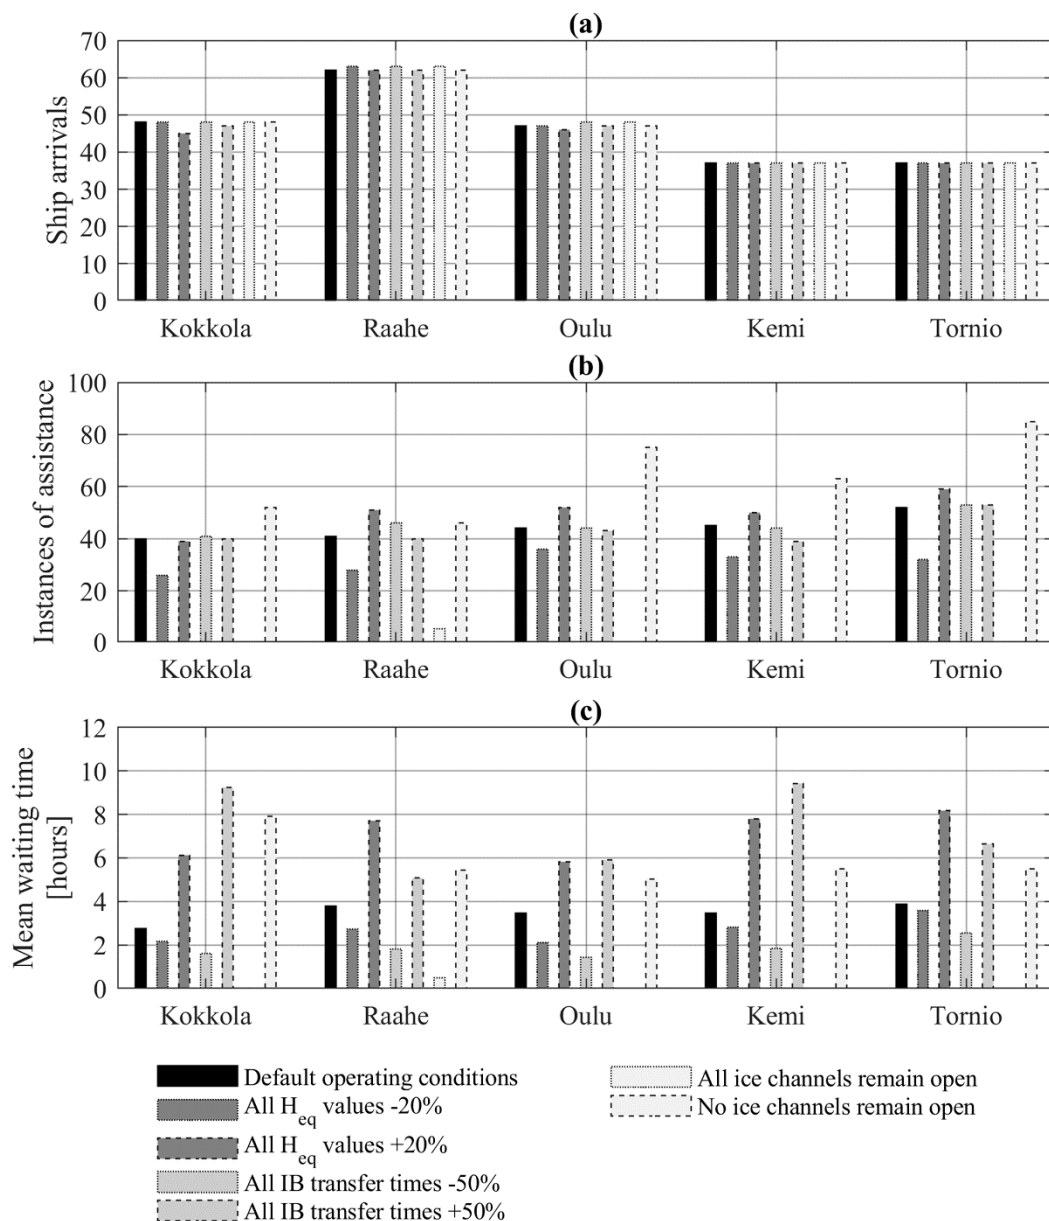 (a)
Ship arrivals
70
60
50
40
30
20
10
0
Kokkola Raahe Oulu Kemi Tornio
(b)
Instances of assistance
100
80
60
40
20
0
Kokkola Raahe Oulu Kemi Tornio
(c)
Mean waiting time
[hours]
12
10
8
6
4
2
0
Kokkola Raahe Oulu Kemi Tornio
Default operating conditions
All Heq values -20%
All Heq values +20%
All IB transfer times -50%
All IB transfer times +50%
All ice channels remain open
No ice channels remain open